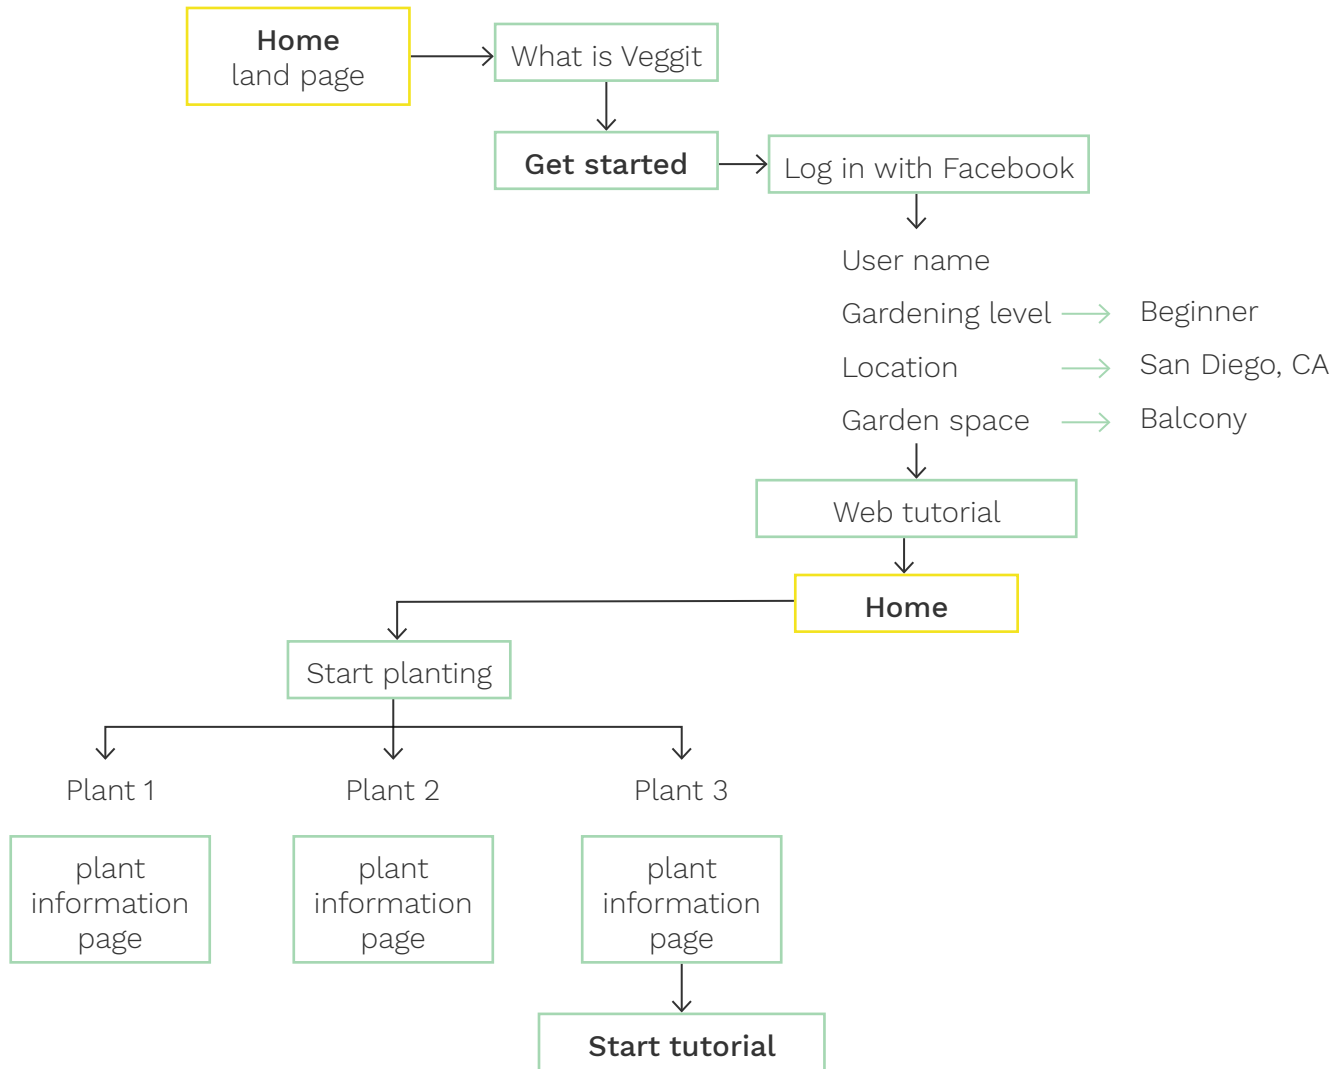 Home
land page
What is Veggit
Get started
Log in with Facebook
User name
Gardening level
Beginner
Location
San Diego, CA
Garden space
Balcony
Web tutorial
Home
Start planting
Plant 1
Plant 2
Plant 3
plant
information
page
plant
information
page
plant
information
page
Start tutorial